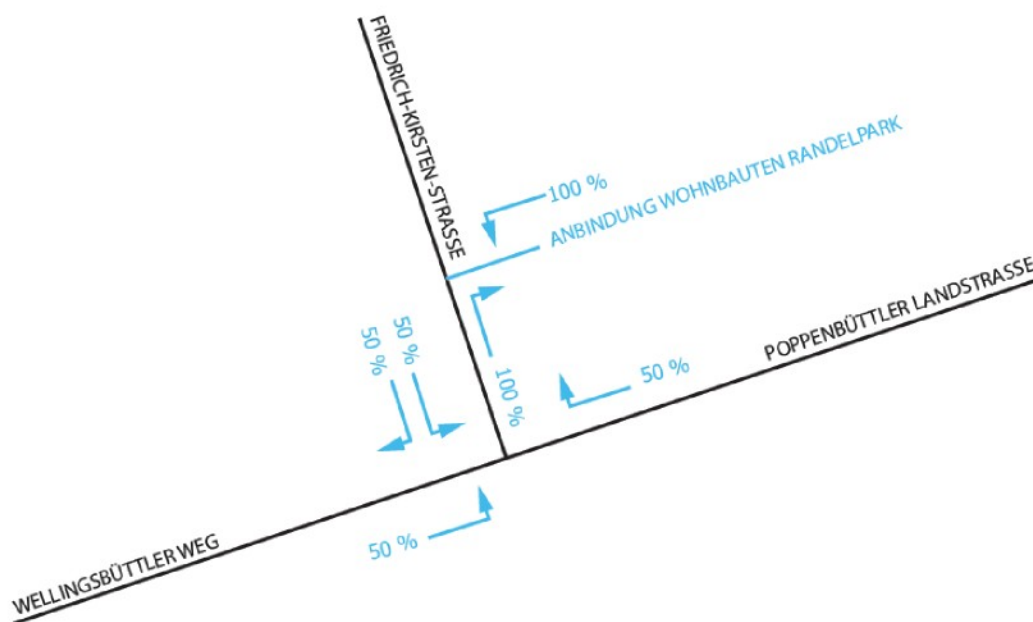 FRIEDRICH-KIRSTEN-STRASSE
100 %
ANBINDUNG WOHNBAUTEN RANDELPARK
POPPENBÜTTLER LANDSTRASSE
50 %
50 %
100 %
50 %
50 %
WELLINGSBÜTTLER WEG